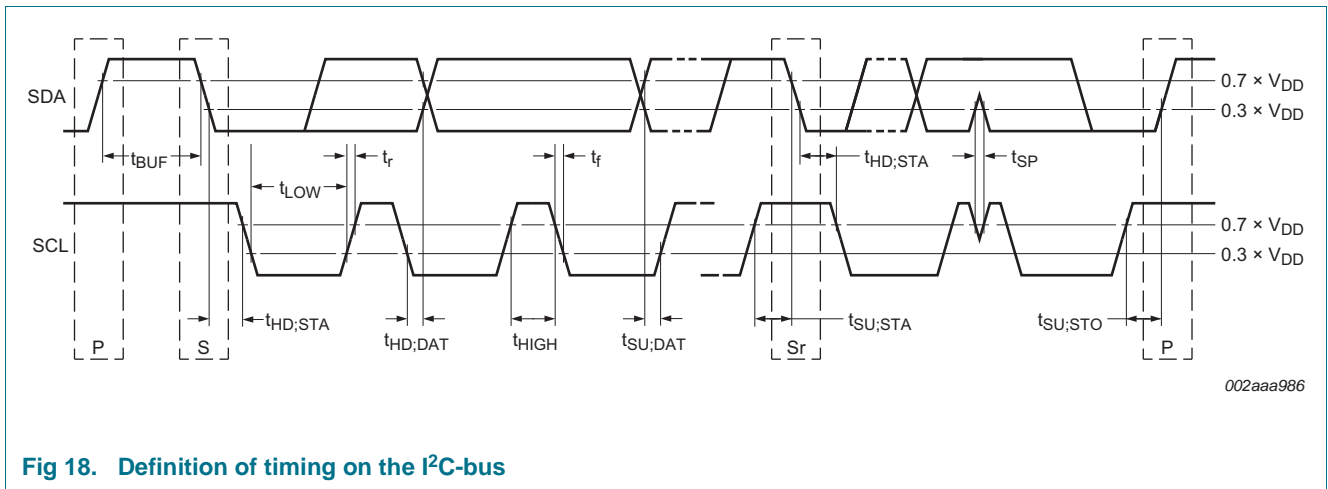 SDA
0.7 × VDD
0.3 × VDD
tBUF
tr
tf
tHD;STA
tSP
tLOW
SCL
0.7 × VDD
0.3 × VDD
tHD;STA
tHD;DAT
tHIGH
tSU;DAT
tSU;STA
tSU;STO
P
S
Sr
P
002aaa986
Fig 18. Definition of timing on the I²C-bus